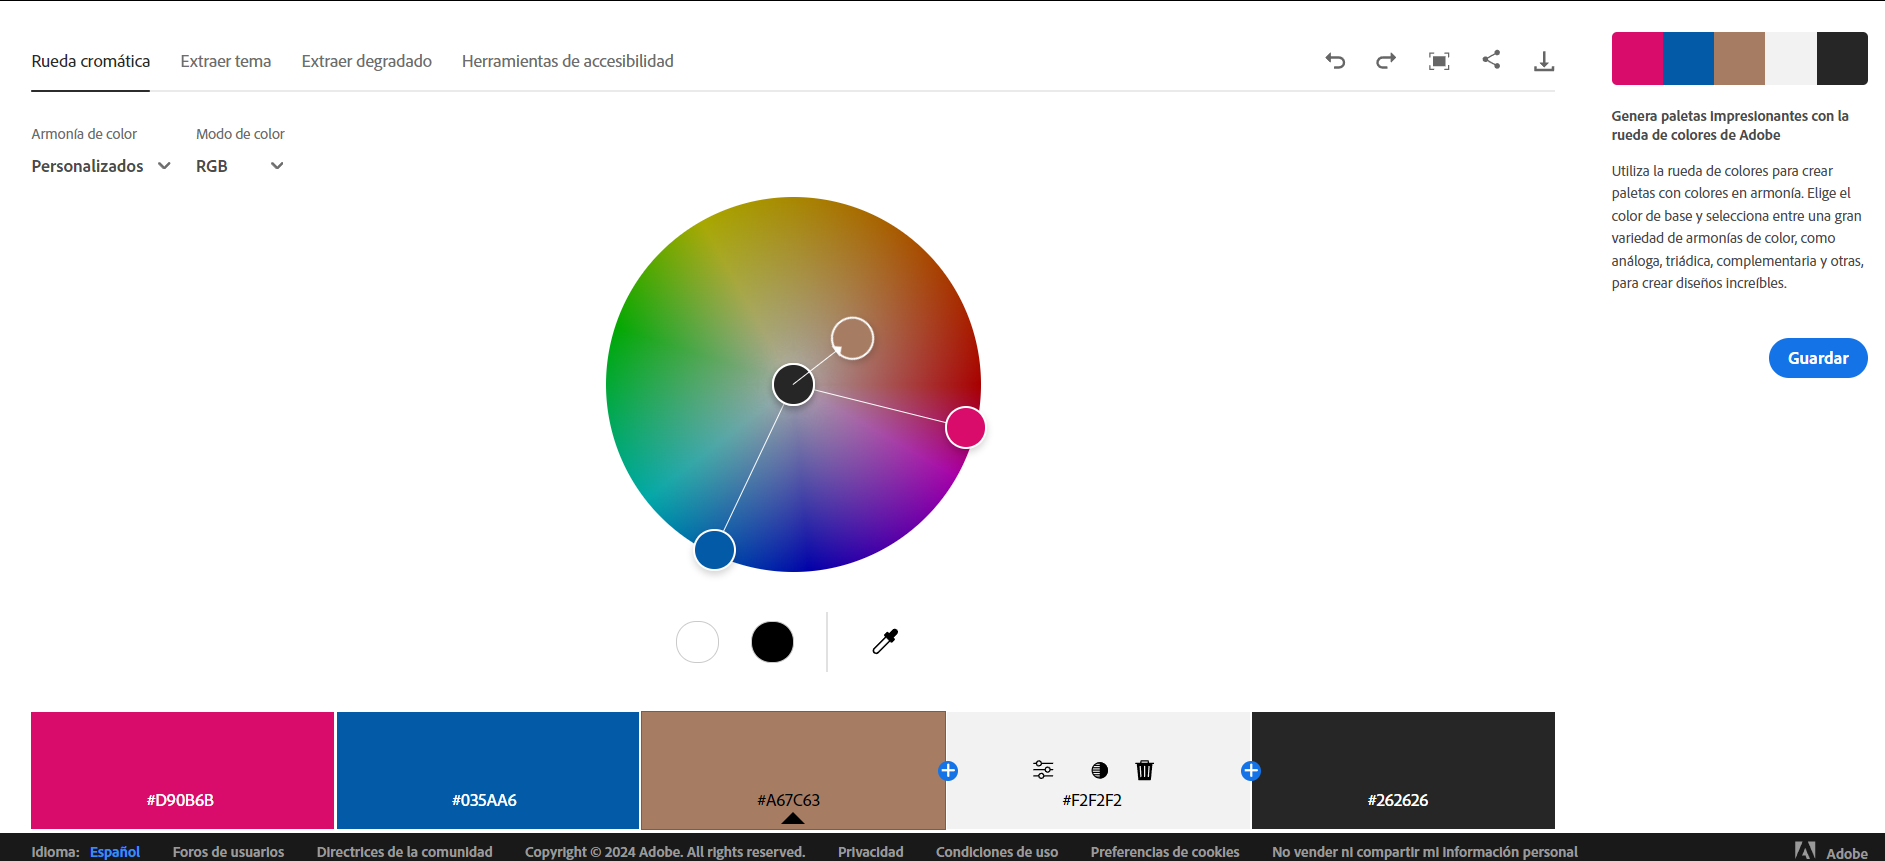 Rueda cromática Extraer tema Extraer degradado Herramientas de accesibilidad
Armonía de color Modo de color
Personalizados RGB
Genera paletas impresionantes con la
rueda de colores de Adobe
Utiliza la rueda de colores para crear
paletas con colores en armonía. Elige el
color de base y selecciona entre una gran
variedad de armonías de color, como
análoga, triádica, complementaria y otras,
para crear diseños increíbles.
Guardar
#D90B6B #035AA6 #A67C63 #F2F2F2 #262626
Idioma: Español Foros de usuarios Directrices de la comunidad Copyright © 2024 Adobe. All rights reserved. Privacidad Condiciones de uso Preferencias de cookies No vender ni compartir mi información personal Adobe